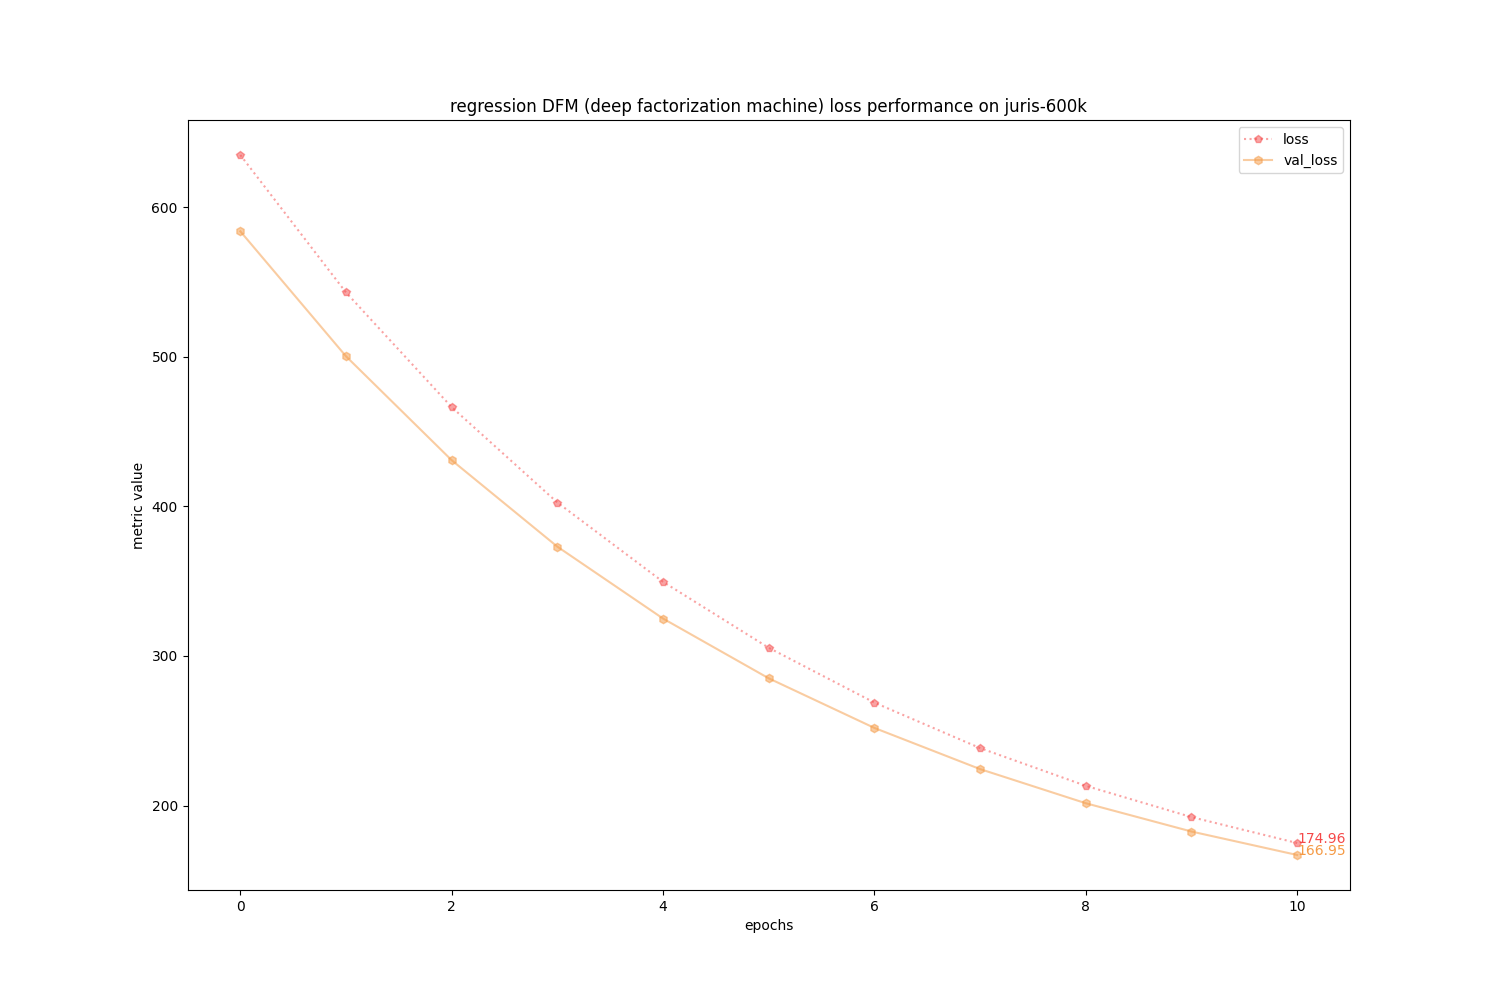 regression DFM (deep factorization machine) loss performance on juris-600k
loss
val_loss
metric value
600
500
400
300
200
174.96
166.95
0 2 4 6 8 10
epochs